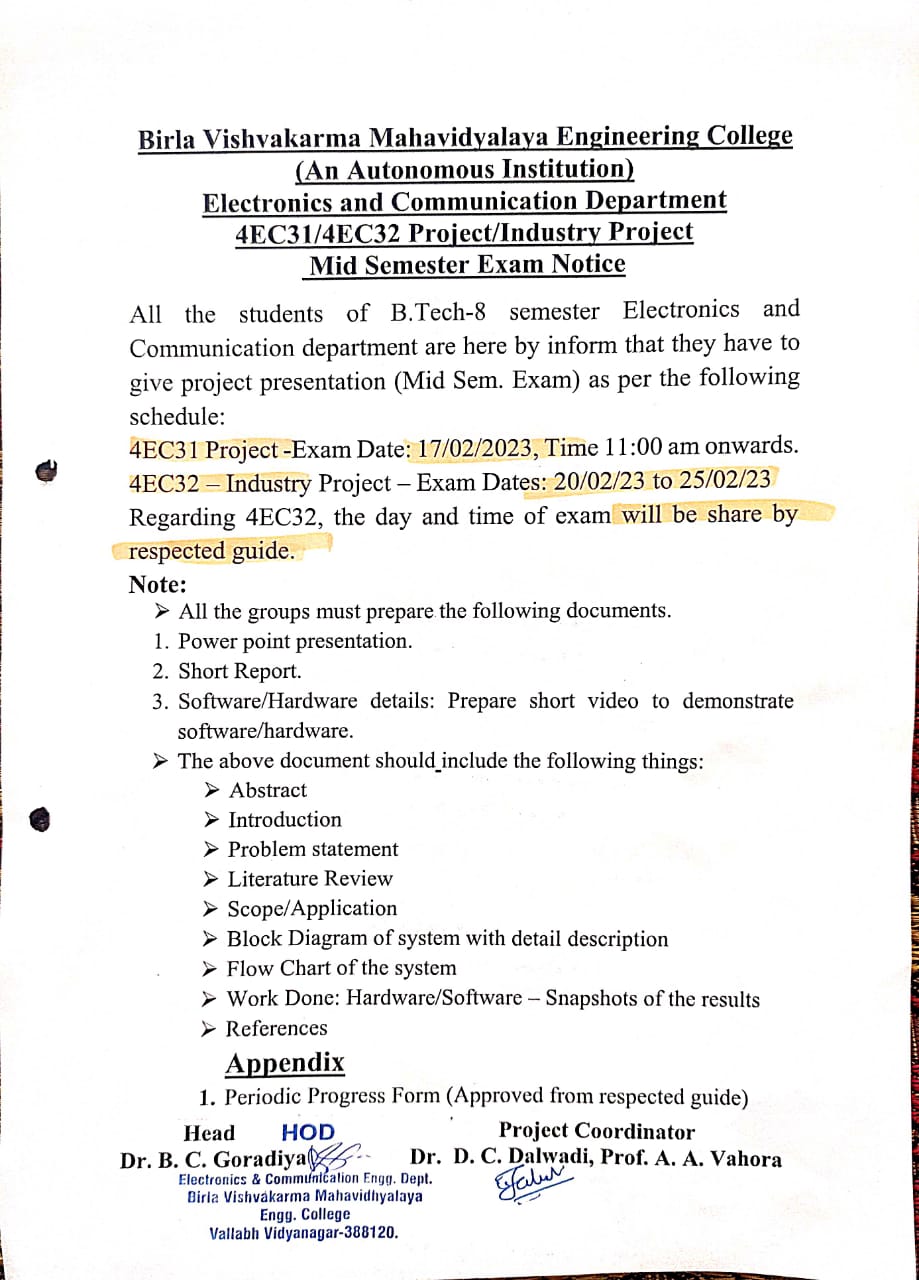 Birla Vishvakarma Mahavidyalaya Engineering College
(An Autonomous Institution)
Electronics and Communication Department
4EC31/4EC32 Project/Industry Project
Mid Semester Exam Notice
All the students of B.Tech-8 semester Electronics and
Communication department are here by inform that they have to
give project presentation (Mid Sem. Exam) as per the following
schedule:
4EC31 Project -Exam Date: 17/02/2023, Time 11:00 am onwards.
4EC32 – Industry Project – Exam Dates: 20/02/23 to 25/02/23
Regarding 4EC32, the day and time of exam will be share by
respected guide.
Note:
➢ All the groups must prepare the following documents.
1. Power point presentation.
2. Short Report.
3. Software/Hardware details: Prepare short video to demonstrate
software/hardware.
➢ The above document should include the following things:
➢ Abstract
➢ Introduction
➢ Problem statement
➢ Literature Review
➢ Scope/Application
➢ Block Diagram of system with detail description
➢ Flow Chart of the system
➢ Work Done: Hardware/Software – Snapshots of the results
➢ References
Appendix
1. Periodic Progress Form (Approved from respected guide)
Head HOD Project Coordinator
Dr. B. C. Goradiya Dr. D. C. Dalwadi, Prof. A. A. Vahora
Electronics & Communication Engg. Dept.
Birla Vishvakarma Mahavidhyalaya
Engg. College
Vallabh Vidyanagar-388120.